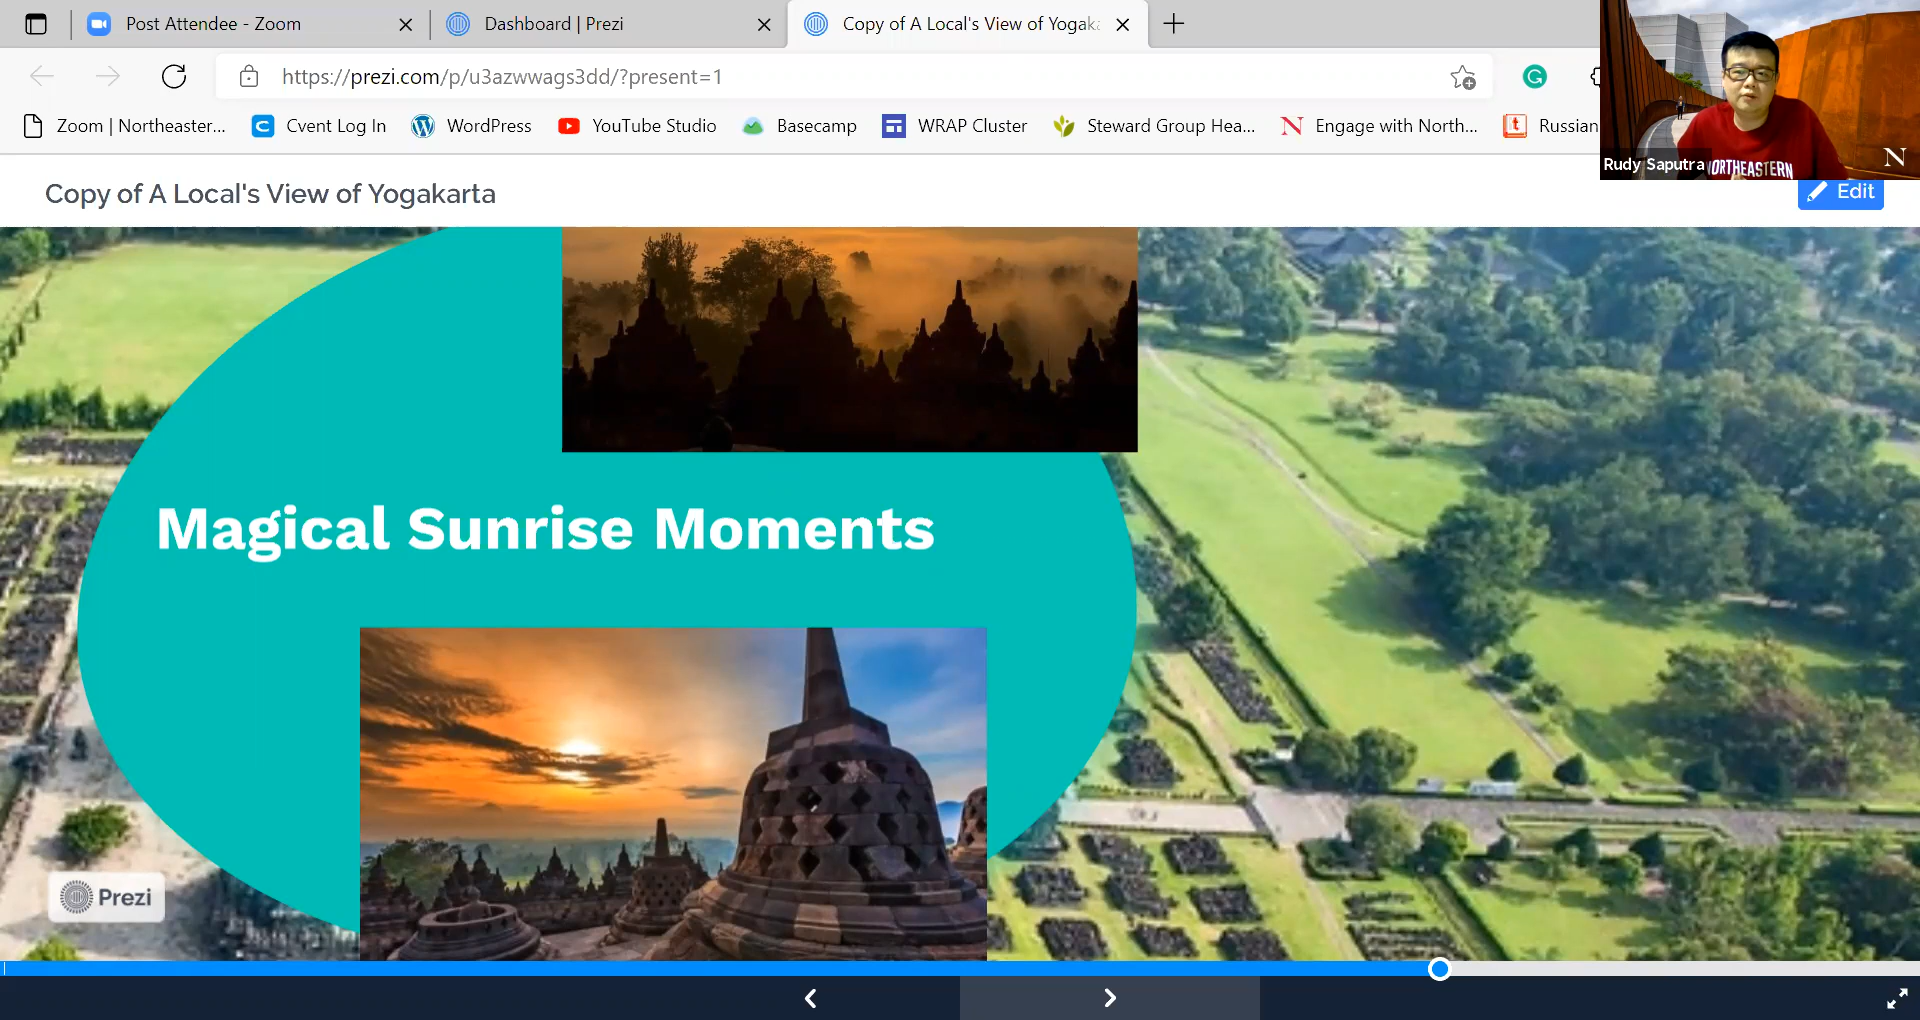 Post Attendee - Zoom
Dashboard | Prezi
Copy of A Local's View of Yogaka
https://prezi.com/p/u3azwwags3dd/?present=1
Zoom | Northeaster...
Cvent Log In
WordPress
YouTube Studio
Basecamp
WRAP Cluster
Steward Group Hea...
Engage with North...
Russian
Rudy Saputra
NORTHEASTERN
N
Copy of A Local's View of Yogakarta
Edit
Magical Sunrise Moments
Prezi